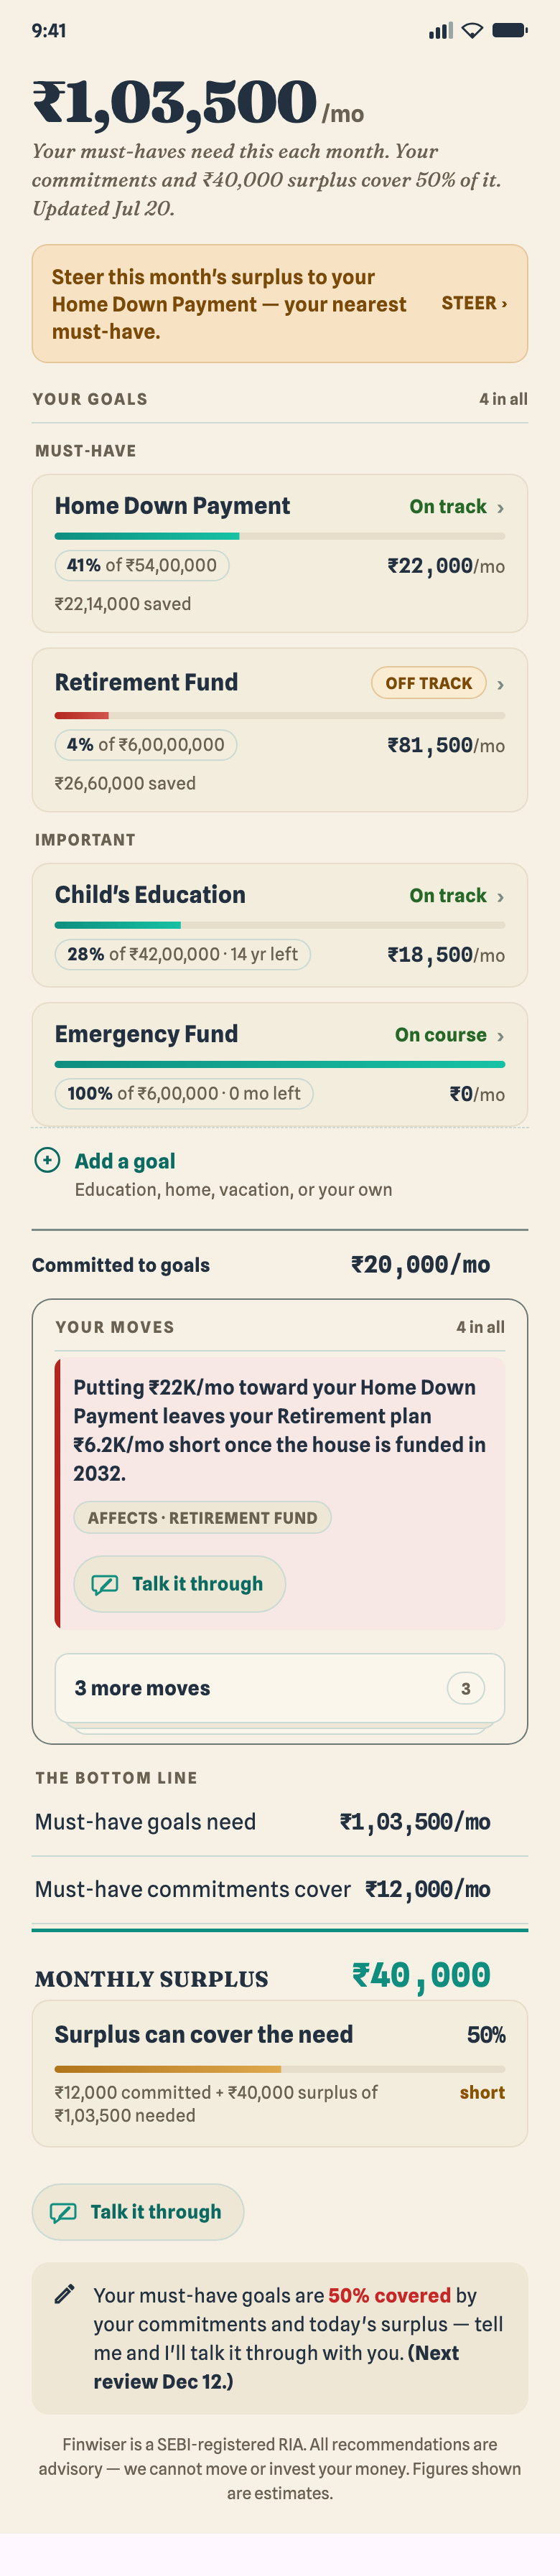 9:41
₹1,03,500/mo
Your must-haves need this each month. Your
commitments and ₹40,000 surplus cover 50% of it.
Updated Jul 20.
Steer this month's surplus to your
Home Down Payment — your nearest
must-have.
STEER ›
YOUR GOALS 4 in all
MUST-HAVE
Home Down Payment On track ›
41% of ₹54,00,000 ₹22,000/mo
₹22,14,000 saved
Retirement Fund OFF TRACK ›
4% of ₹6,00,00,000 ₹81,500/mo
₹26,60,000 saved
IMPORTANT
Child's Education On track ›
28% of ₹42,00,000 · 14 yr left ₹18,500/mo
Emergency Fund On course ›
100% of ₹6,00,000 · 0 mo left ₹0/mo
Add a goal
Education, home, vacation, or your own
Committed to goals ₹20,000/mo
YOUR MOVES 4 in all
Putting ₹22K/mo toward your Home Down
Payment leaves your Retirement plan
₹6.2K/mo short once the house is funded in
2032.
AFFECTS · RETIREMENT FUND
Talk it through
3 more moves 3
THE BOTTOM LINE
Must-have goals need ₹1,03,500/mo
Must-have commitments cover ₹12,000/mo
MONTHLY SURPLUS ₹40,000
Surplus can cover the need 50%
₹12,000 committed + ₹40,000 surplus of short
₹1,03,500 needed
Talk it through
Your must-have goals are 50% covered by
your commitments and today's surplus — tell
me and I'll talk it through with you. (Next
review Dec 12.)
Finwiser is a SEBI-registered RIA. All recommendations are
advisory — we cannot move or invest your money. Figures shown
are estimates.